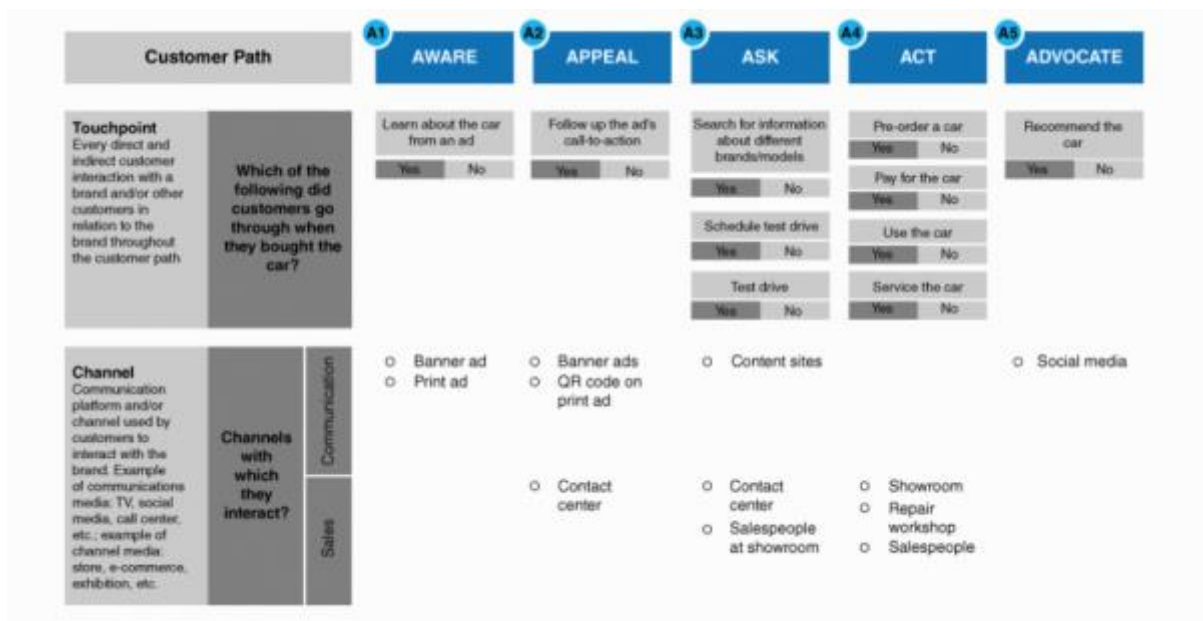 Customer Path
A1
AWARE
A2
APPEAL
A3
ASK
A4
ACT
A5
ADVOCATE
Touchpoint
Every direct and
indirect customer
interaction with a
brand and/or other
customers in
relation to the
brand throughout
the customer path
Which of the
following did
customers go
through when
they bought the
car?
Learn about the car
from an ad
Yes No
Follow up the ad's
call-to-action
Yes No
Search for information
about different
brands/models
Yes No
Schedule test drive
Yes No
Test drive
Yes No
Pre-order a car
Yes No
Pay for the car
Yes No
Use the car
Yes No
Service the car
Yes No
Recommend the
car
Yes No
Channel
Communication
platform and/or
channel used by
customers to
interact with the
brand. Example
of communications
media: TV, social
media, call center,
etc.; example of
channel media:
store, e-commerce,
exhibition, etc.
Channels
with
which
they
interact?
Communication
Banner ad
Print ad
Banner ads
QR code on
print ad
Content sites
Social media
Sales
Contact
center
Contact
center
Salespeople
at showroom
Showroom
Repair
workshop
Salespeople